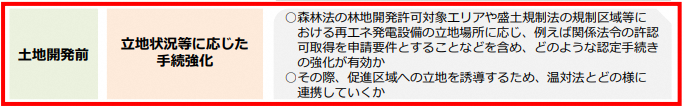 土地開発前
立地状況等に応じた
手続強化
○森林法の林地開発許可対象エリアや盛土規制法の規制区域等に
おける再エネ発電設備の立地場所に応じ、例えば関係法令の許認
可取得を申請要件とすることなどを含め、どのような認定手続き
の強化が有効か
○その際、促進区域への立地を誘導するため、温対法とどの様に
連携していくか